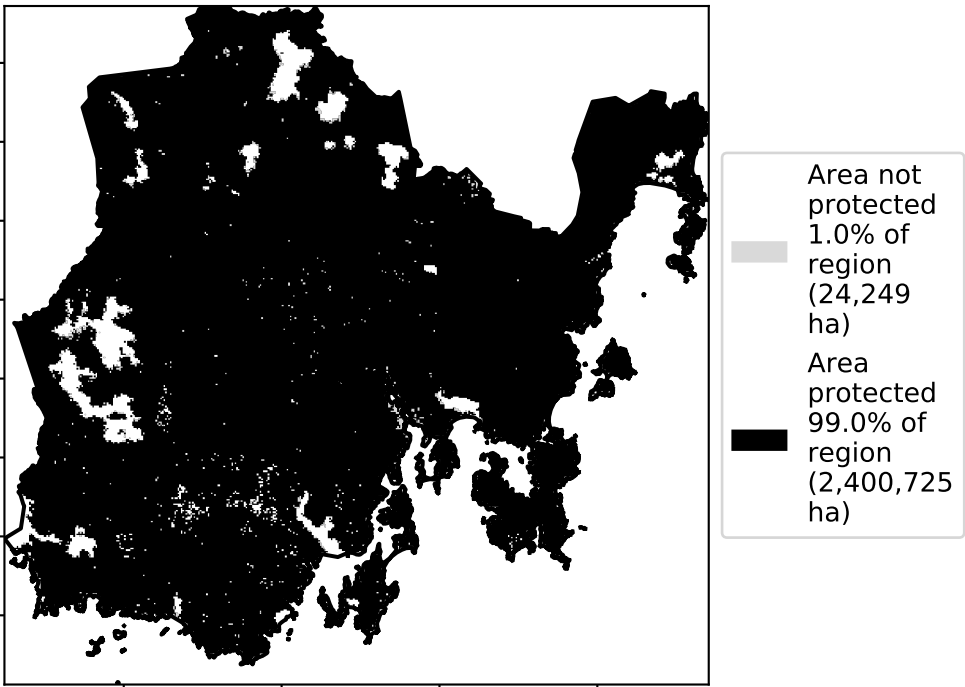 Area not
protected
1.0% of
region
(24,249
ha)
Area
protected
99.0% of
region
(2,400,725
ha)